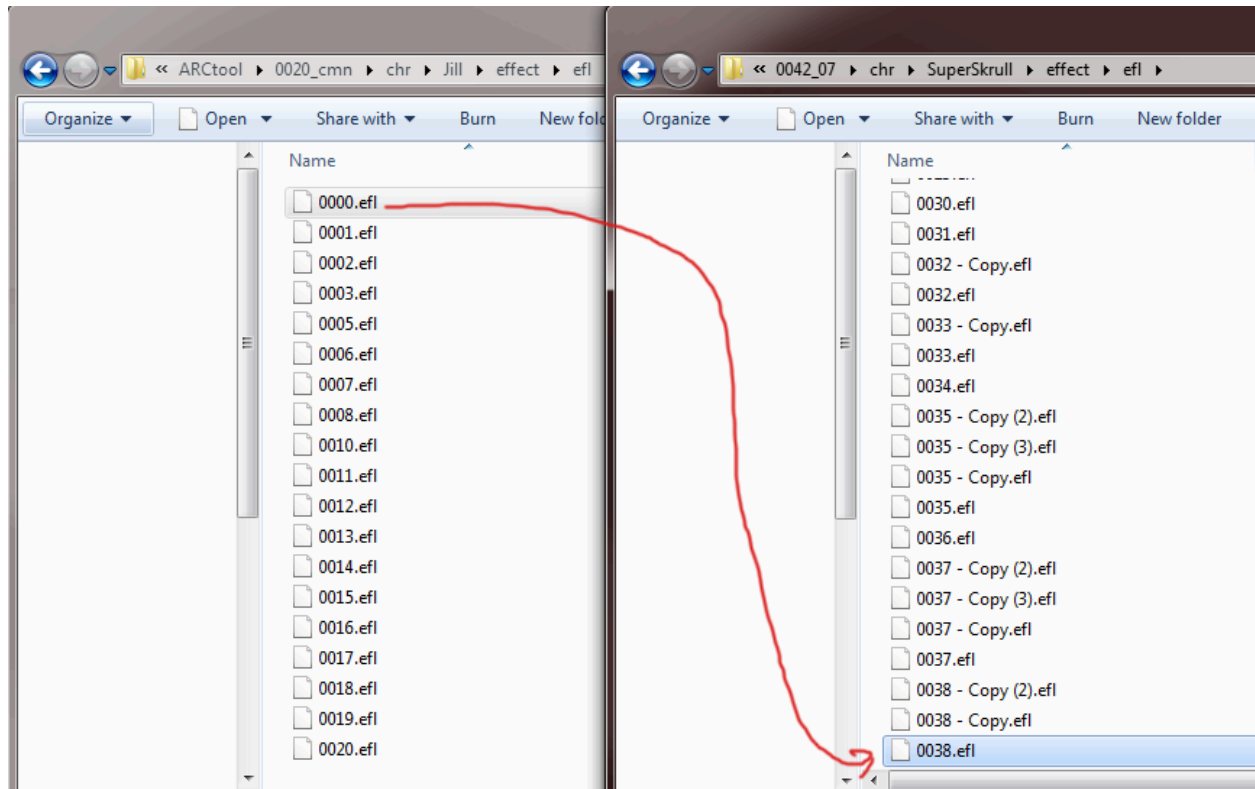 « ARCtool ▸ 0020_cmn ▸ chr ▸ Jill ▸ effect ▸ efl
Organize ▾ Open ▾ Share with ▾ Burn New fold
Name
0000.efl
0001.efl
0002.efl
0003.efl
0005.efl
0006.efl
0007.efl
0008.efl
0010.efl
0011.efl
0012.efl
0013.efl
0014.efl
0015.efl
0016.efl
0017.efl
0018.efl
0019.efl
0020.efl
« 0042_07 ▸ chr ▸ SuperSkrull ▸ effect ▸ efl ▸
Organize ▾ Open ▾ Share with ▾ Burn New folder
Name
0030.efl
0031.efl
0032 - Copy.efl
0032.efl
0033 - Copy.efl
0033.efl
0034.efl
0035 - Copy (2).efl
0035 - Copy (3).efl
0035 - Copy.efl
0035.efl
0036.efl
0037 - Copy (2).efl
0037 - Copy (3).efl
0037 - Copy.efl
0037.efl
0038 - Copy (2).efl
0038 - Copy.efl
0038.efl